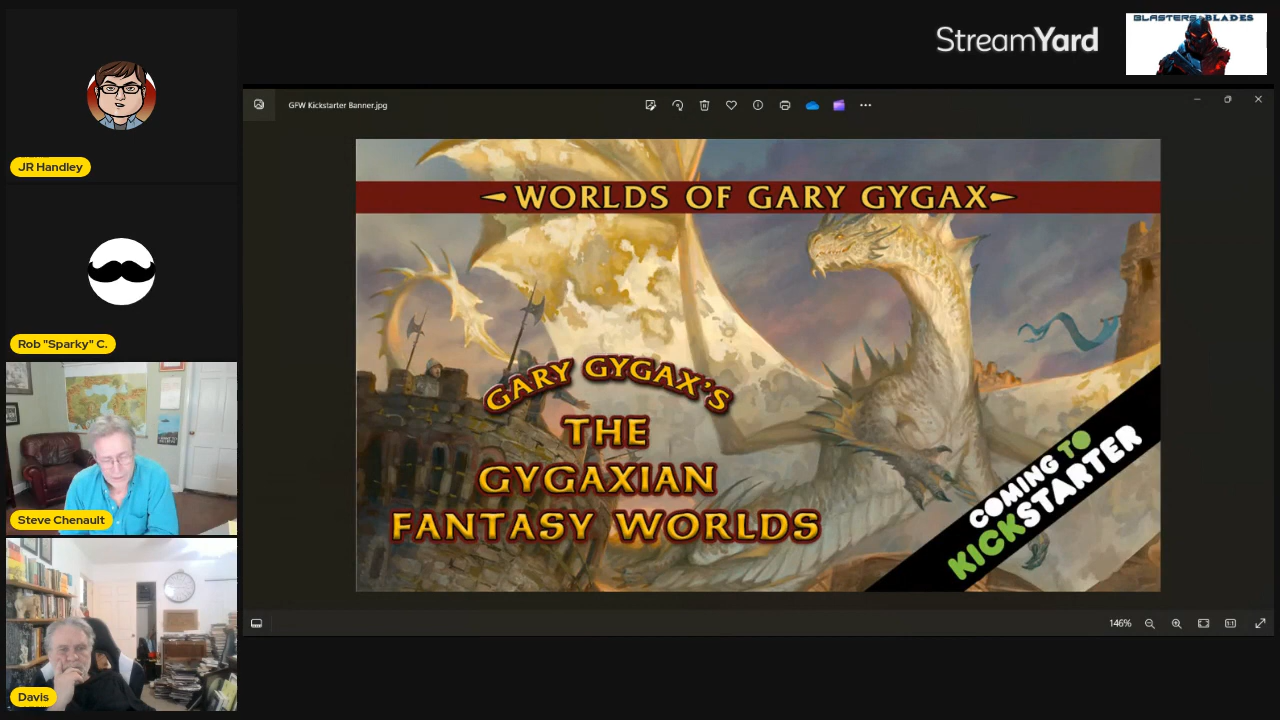 StreamYard
BLASTERS & BLADES
GFW Kickstarter Banner.jpg
WORLDS OF GARY GYGAX
GARY GYGAX'S
THE
GYGAXIAN
FANTASY WORLDS
COMING TO
KICKSTARTER
JR Handley
Rob "Sparky" C.
Steve Chenault
Davis
146%